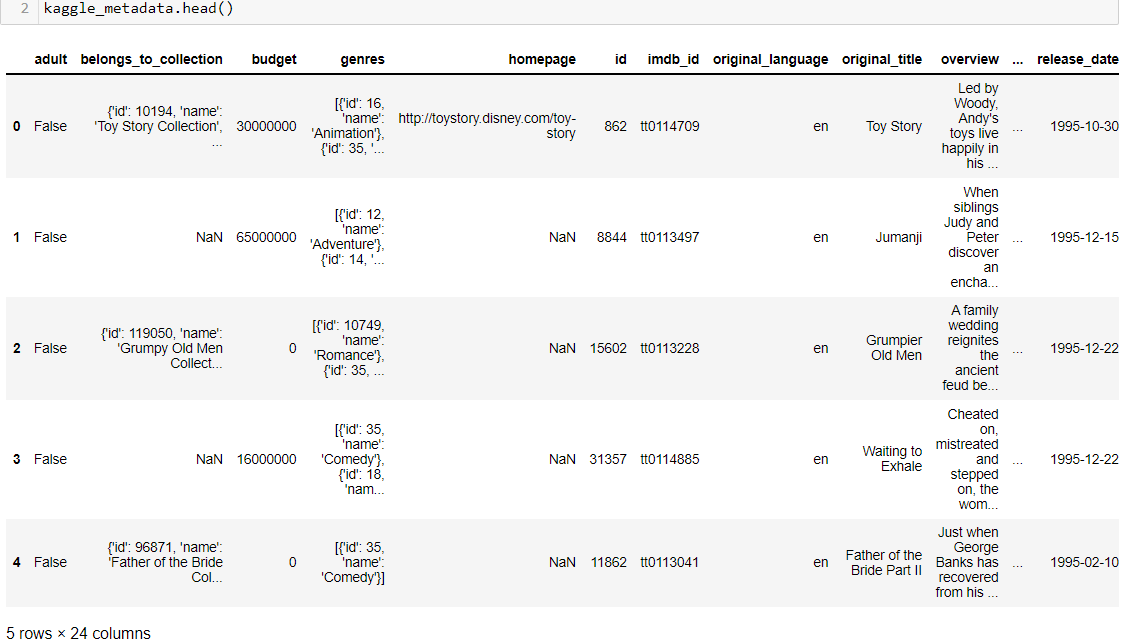 2 kaggle_metadata.head()
adult belongs_to_collection budget genres homepage id imdb_id original_language original_title overview ... release_date
0 False {'id': 10194, 'name': 'Toy Story Collection', ... 30000000 [{'id': 16, 'name': 'Animation'}, {'id': 35, '... http://toystory.disney.com/toy-story 862 tt0114709 en Toy Story Led by Woody, Andy's toys live happily in his ... ... 1995-10-30
1 False NaN 65000000 [{'id': 12, 'name': 'Adventure'}, {'id': 14, '... NaN 8844 tt0113497 en Jumanji When siblings Judy and Peter discover an encha... ... 1995-12-15
2 False {'id': 119050, 'name': 'Grumpy Old Men Collect... 0 [{'id': 10749, 'name': 'Romance'}, {'id': 35, ... NaN 15602 tt0113228 en Grumpier Old Men A family wedding reignites the ancient feud be... ... 1995-12-22
3 False NaN 16000000 [{'id': 35, 'name': 'Comedy'}, {'id': 18, 'nam... NaN 31357 tt0114885 en Waiting to Exhale Cheated on, mistreated and stepped on, the wom... ... 1995-12-22
4 False {'id': 96871, 'name': 'Father of the Bride Col... 0 [{'id': 35, 'name': 'Comedy'}] NaN 11862 tt0113041 en Father of the Bride Part II Just when George Banks has recovered from his ... ... 1995-02-10
5 rows × 24 columns